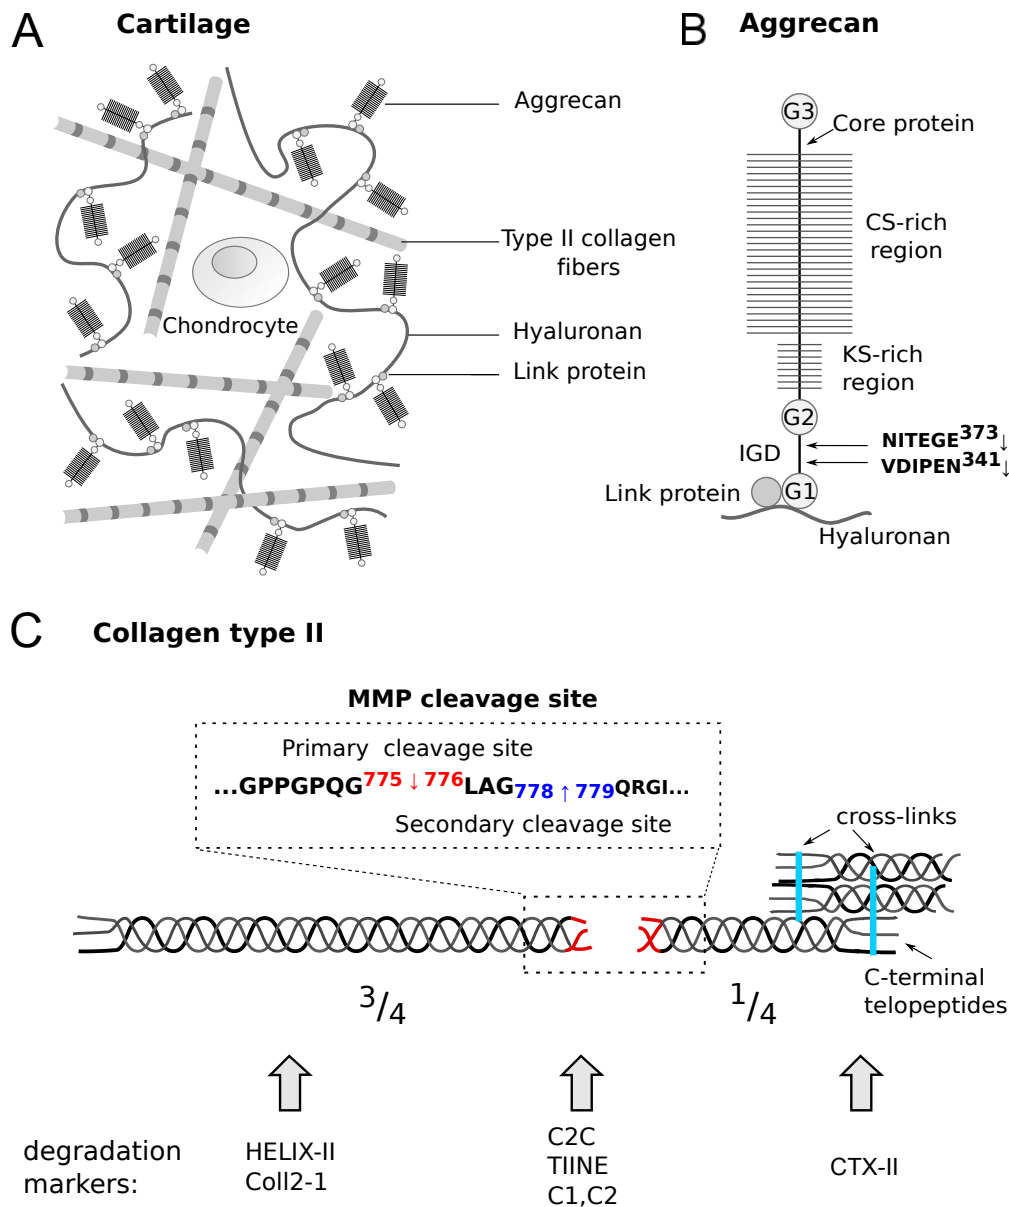 A
Cartilage
Aggrecan
Type II collagen
fibers
Chondrocyte
Hyaluronan
Link protein
B
Aggrecan
G3
Core protein
CS-rich
region
KS-rich
region
G2
IGD
NITEGE373↓
VDIPEN341↓
Link protein
G1
Hyaluronan
C
Collagen type II
MMP cleavage site
Primary cleavage site
...GPPGPQG775 ↓ 776LAG778 ↑ 779QRGI...
Secondary cleavage site
cross-links
C-terminal
telopeptides
3/4
1/4
degradation
markers:
HELIX-II
Coll2-1
C2C
TIINE
C1,C2
CTX-II